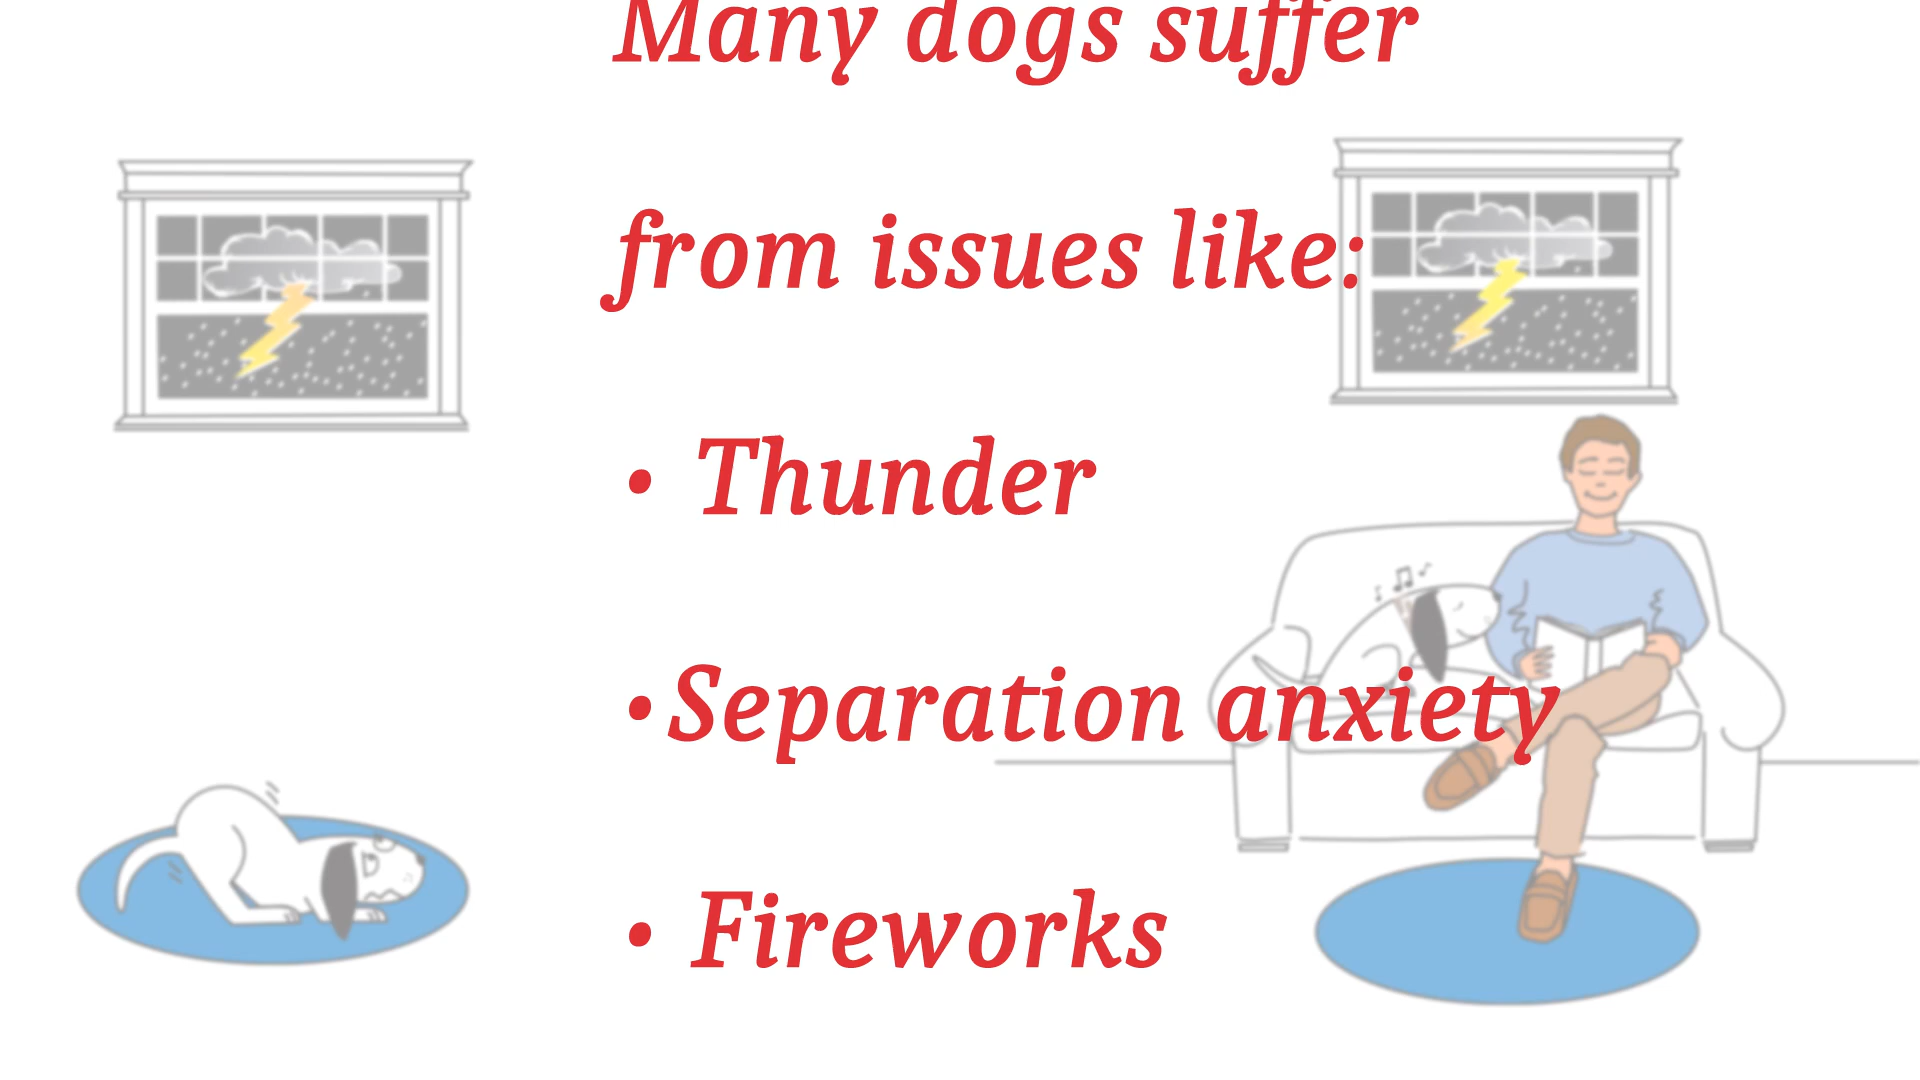 Many dogs suffer
from issues like:
• Thunder
• Separation anxiety
• Fireworks